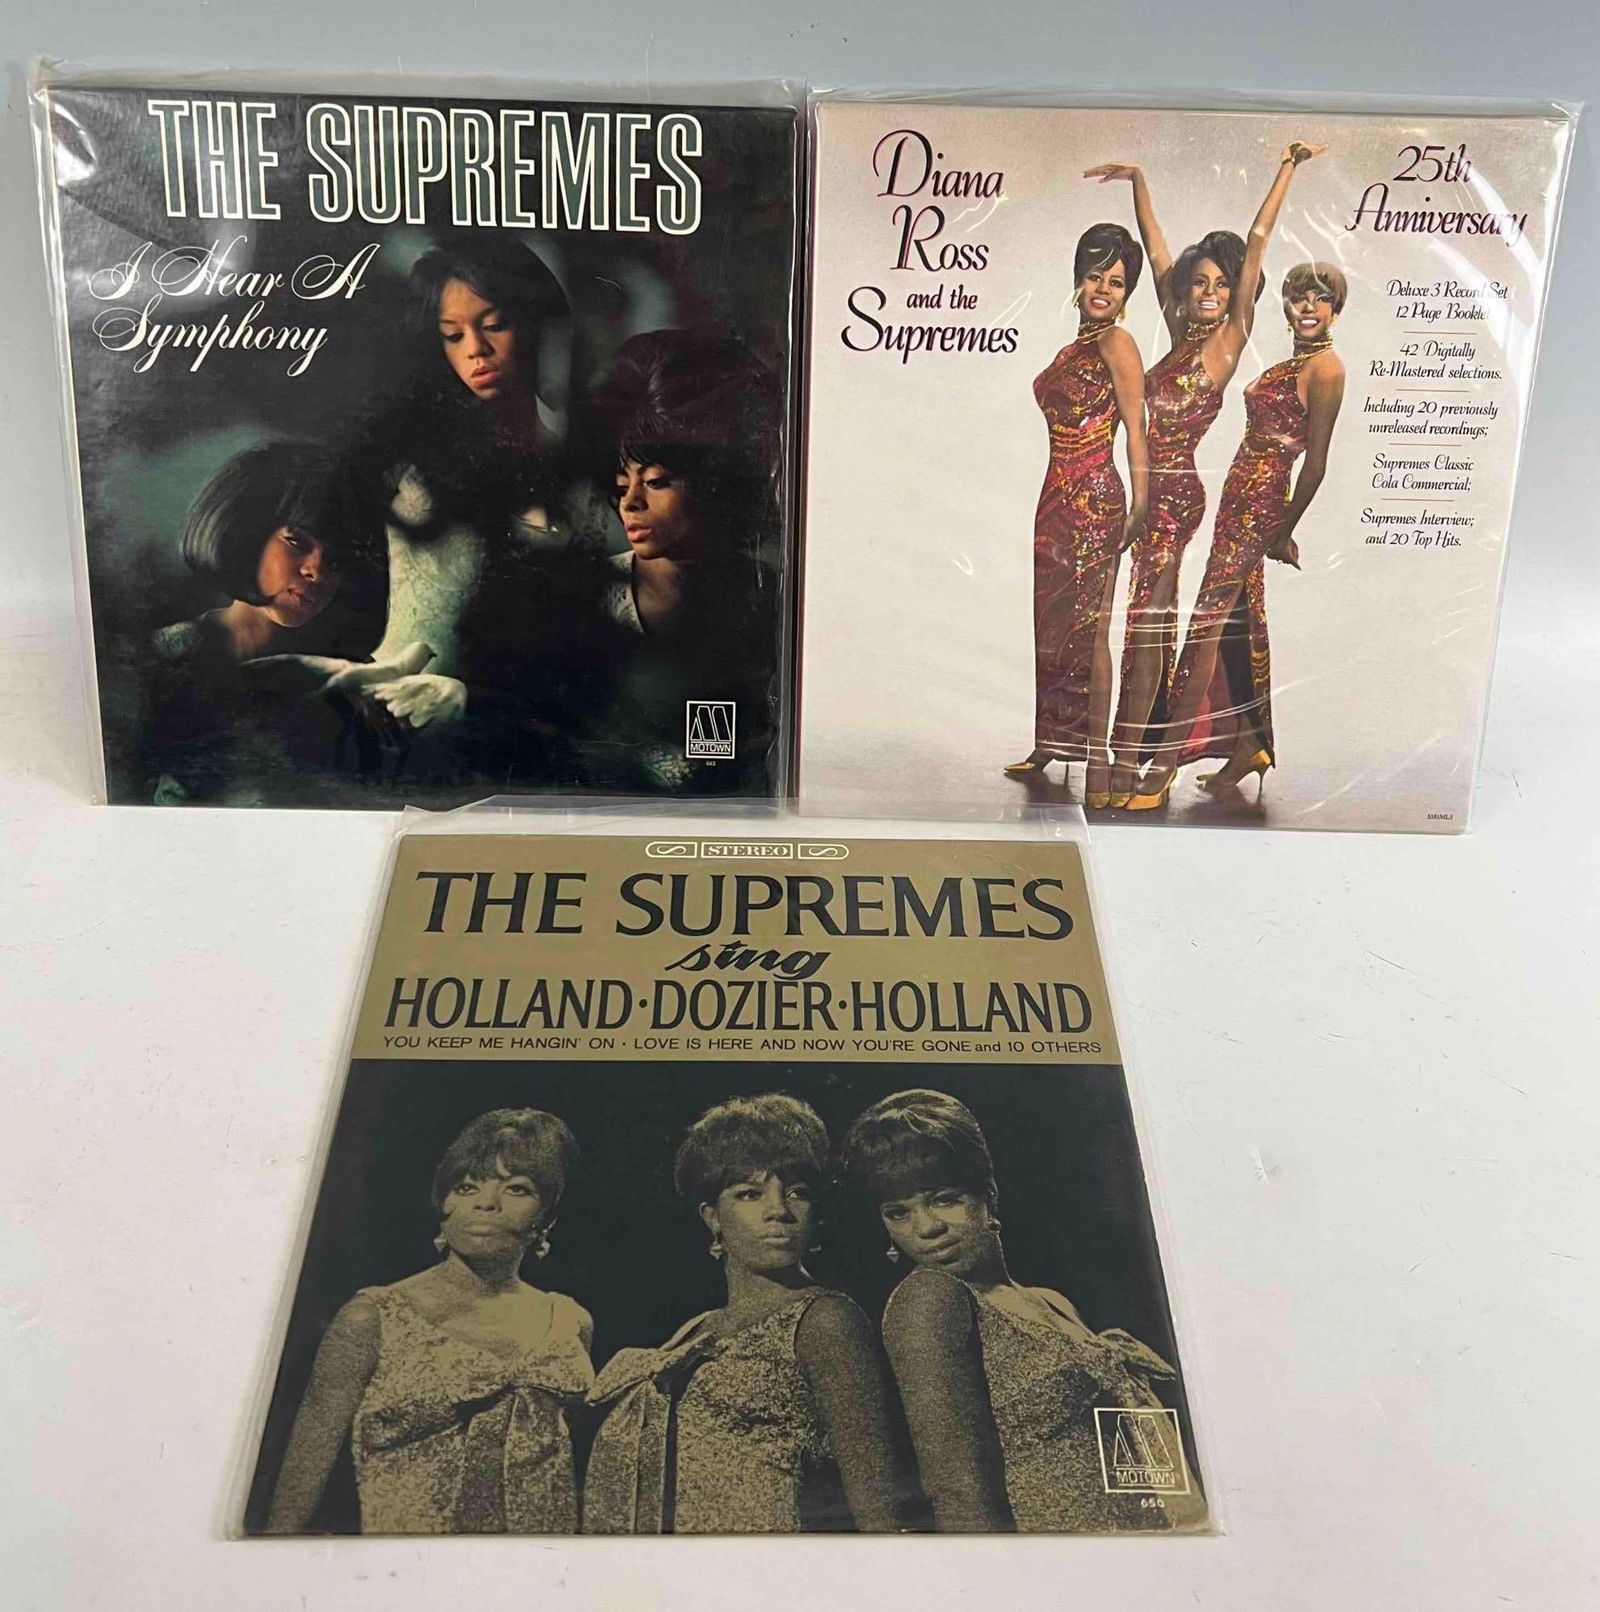 THE SUPREMES
I Hear A
Symphony
MOTOWN
643
Diana
Ross
and the
Supremes
25th
Anniversary
Deluxe 3 Record Set
12 Page Booklet
42 Digitally
Re-Mastered selections.
Including 20 previously
unreleased recordings;
Supremes Classic
Cola Commercial;
Supremes Interview;
and 20 Top Hits.
5381ML3
STEREO
THE SUPREMES
sing
HOLLAND·DOZIER·HOLLAND
YOU KEEP ME HANGIN' ON · LOVE IS HERE AND NOW YOU'RE GONE and 10 OTHERS
MOTOWN
650